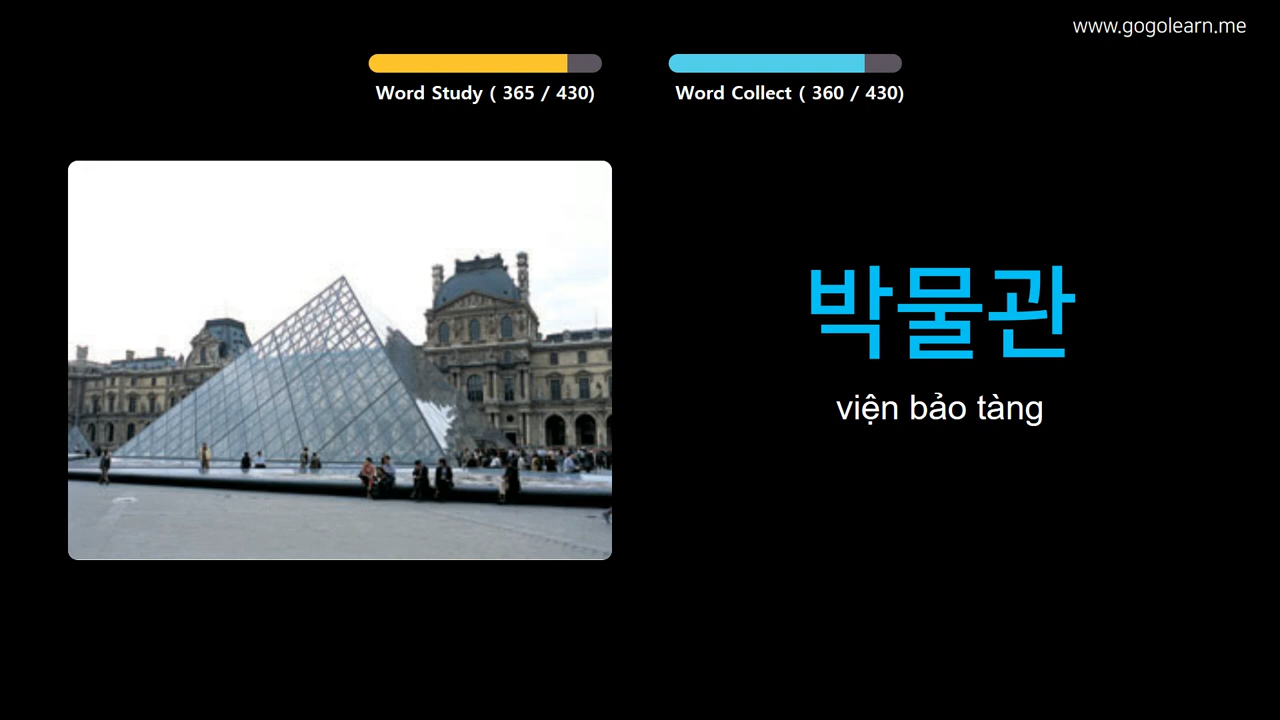 www.gogolearn.me
Word Study ( 365 / 430)
Word Collect ( 360 / 430)
박물관
viện bảo tàng